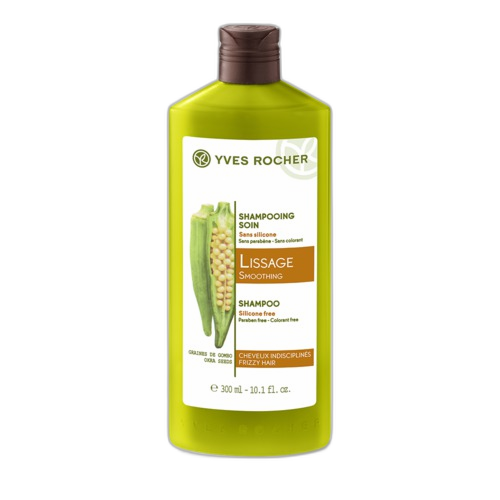 YVES ROCHER
SHAMPOOING
SOIN
Sans silicone
Sans parabène - Sans colorant
LISSAGE
SMOOTHING
SHAMPOO
Silicone free
Paraben free - Colorant free
GRAINES DE GOMBO
OKRA SEEDS
CHEVEUX INDISCIPLINÉS
FRIZZY HAIR
℮ 300 ml - 10.1 fl. oz.